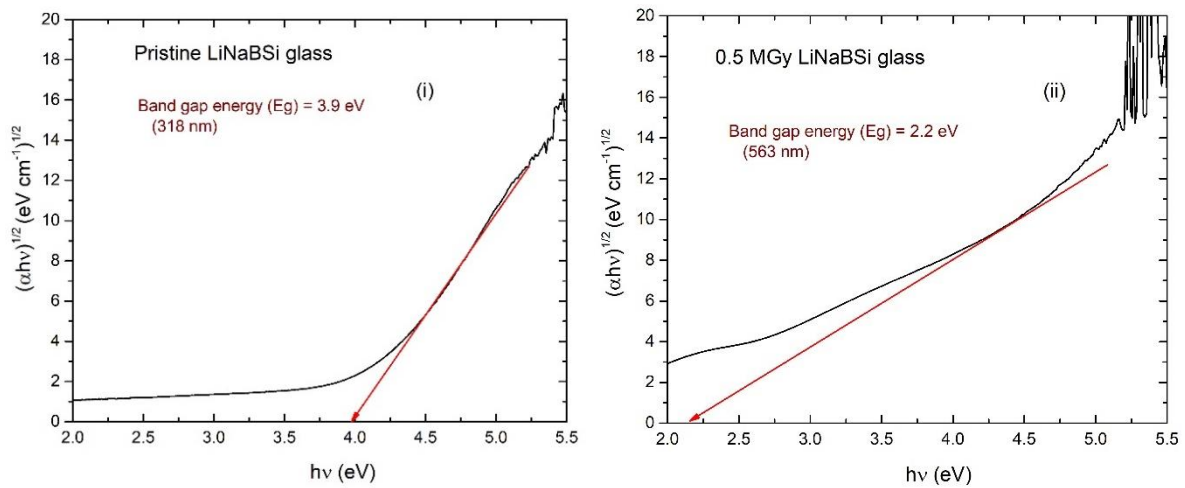 Pristine LiNaBSi glass
(i)
Band gap energy (Eg) = 3.9 eV
(318 nm)
(αhν)^{1/2} (eV cm⁻¹)^{1/2}
20
18
16
14
12
10
8
6
4
2
0
2.0 2.5 3.0 3.5 4.0 4.5 5.0 5.5
hν (eV)
0.5 MGy LiNaBSi glass
(ii)
Band gap energy (Eg) = 2.2 eV
(563 nm)
(αhν)^{1/2} (eV cm⁻¹)^{1/2}
20
18
16
14
12
10
8
6
4
2
0
2.0 2.5 3.0 3.5 4.0 4.5 5.0 5.5
hν (eV)